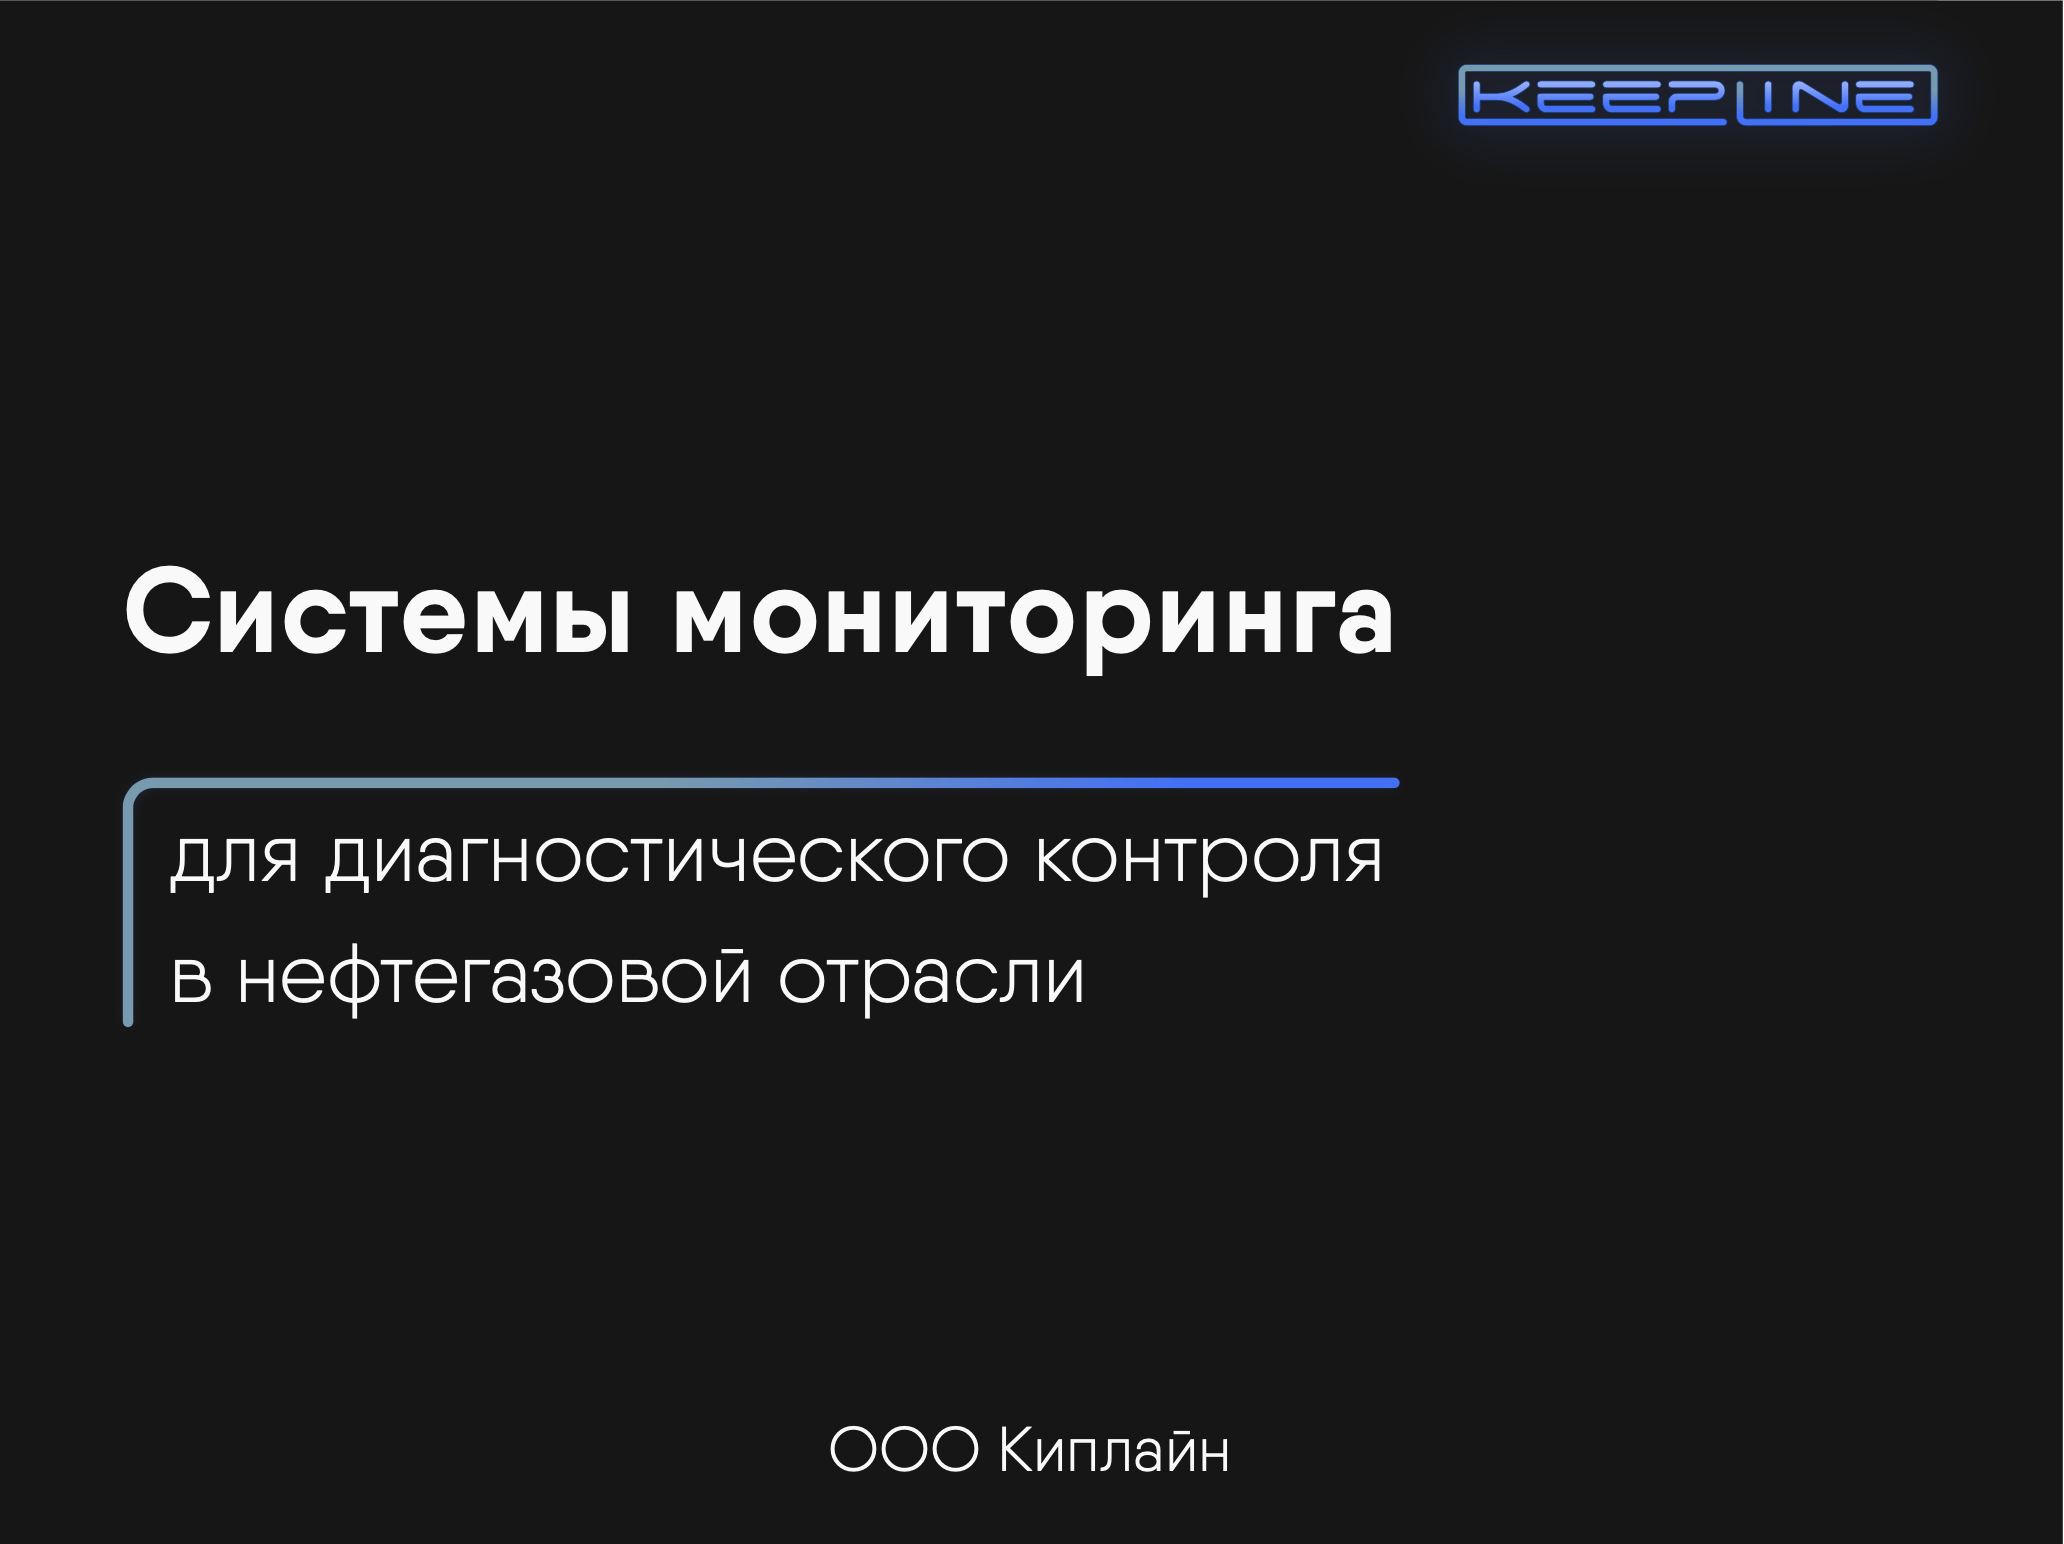 KEEPLINE
Системы мониторинга
для диагностического контроля
в нефтегазовой отрасли
ООО Киплайн